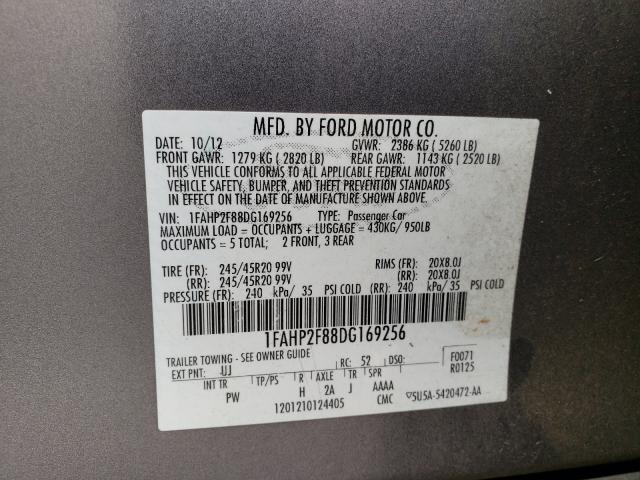 MFD. BY FORD MOTOR CO.
DATE: 10/12 GVWR: 2386 KG ( 5260 LB)
FRONT GAWR: 1279 KG ( 2820 LB) REAR GAWR: 1143 KG ( 2520 LB)
THIS VEHICLE CONFORMS TO ALL APPLICABLE FEDERAL MOTOR
VEHICLE SAFETY, BUMPER, AND THEFT PREVENTION STANDARDS
IN EFFECT ON THE DATE OF MANUFACTURE SHOWN ABOVE.
VIN: 1FAHP2F88DG169256 TYPE: Passenger Car
MAXIMUM LOAD = OCCUPANTS + LUGGAGE = 430KG/ 950LB
OCCUPANTS = 5 TOTAL; 2 FRONT, 3 REAR
TIRE (FR): 245/45R20 99V RIMS (FR): 20X8.0J
(RR): 245/45R20 99V (RR): 20X8.0J
PRESSURE (FR): 240 kPa/ 35 PSI COLD (RR): 240 kPa/ 35 PSI COLD
1FAHP2F88DG169256
TRAILER TOWING - SEE OWNER GUIDE
EXT PNT: UJ RC: 52 DSO: F0071
INT TR TP/PS R AXLE TR SPR R0125
PW H 2A J AAAA
1201210124405 CMC ▽5U5A-5420472-AA